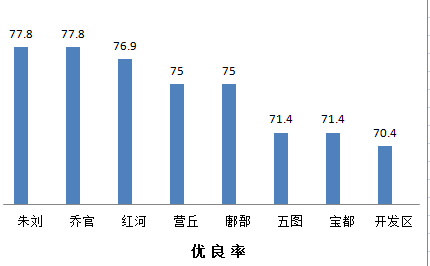 77.8 77.8 76.9 75 75 71.4 71.4 70.4
朱刘 乔官 红河 营丘 鄌郚 五图 宝都 开发区
优良率